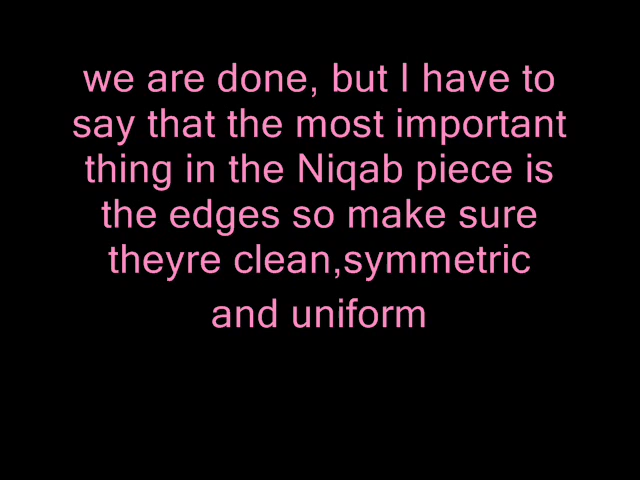 we are done, but I have to
say that the most important
thing in the Niqab piece is
the edges so make sure
theyre clean,symmetric
and uniform